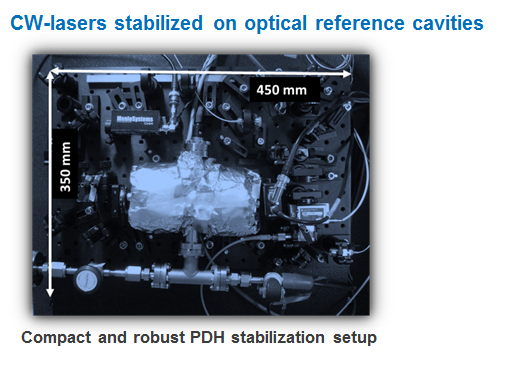 CW-lasers stabilized on optical reference cavities
450 mm
MenloSystems
350 mm
Compact and robust PDH stabilization setup